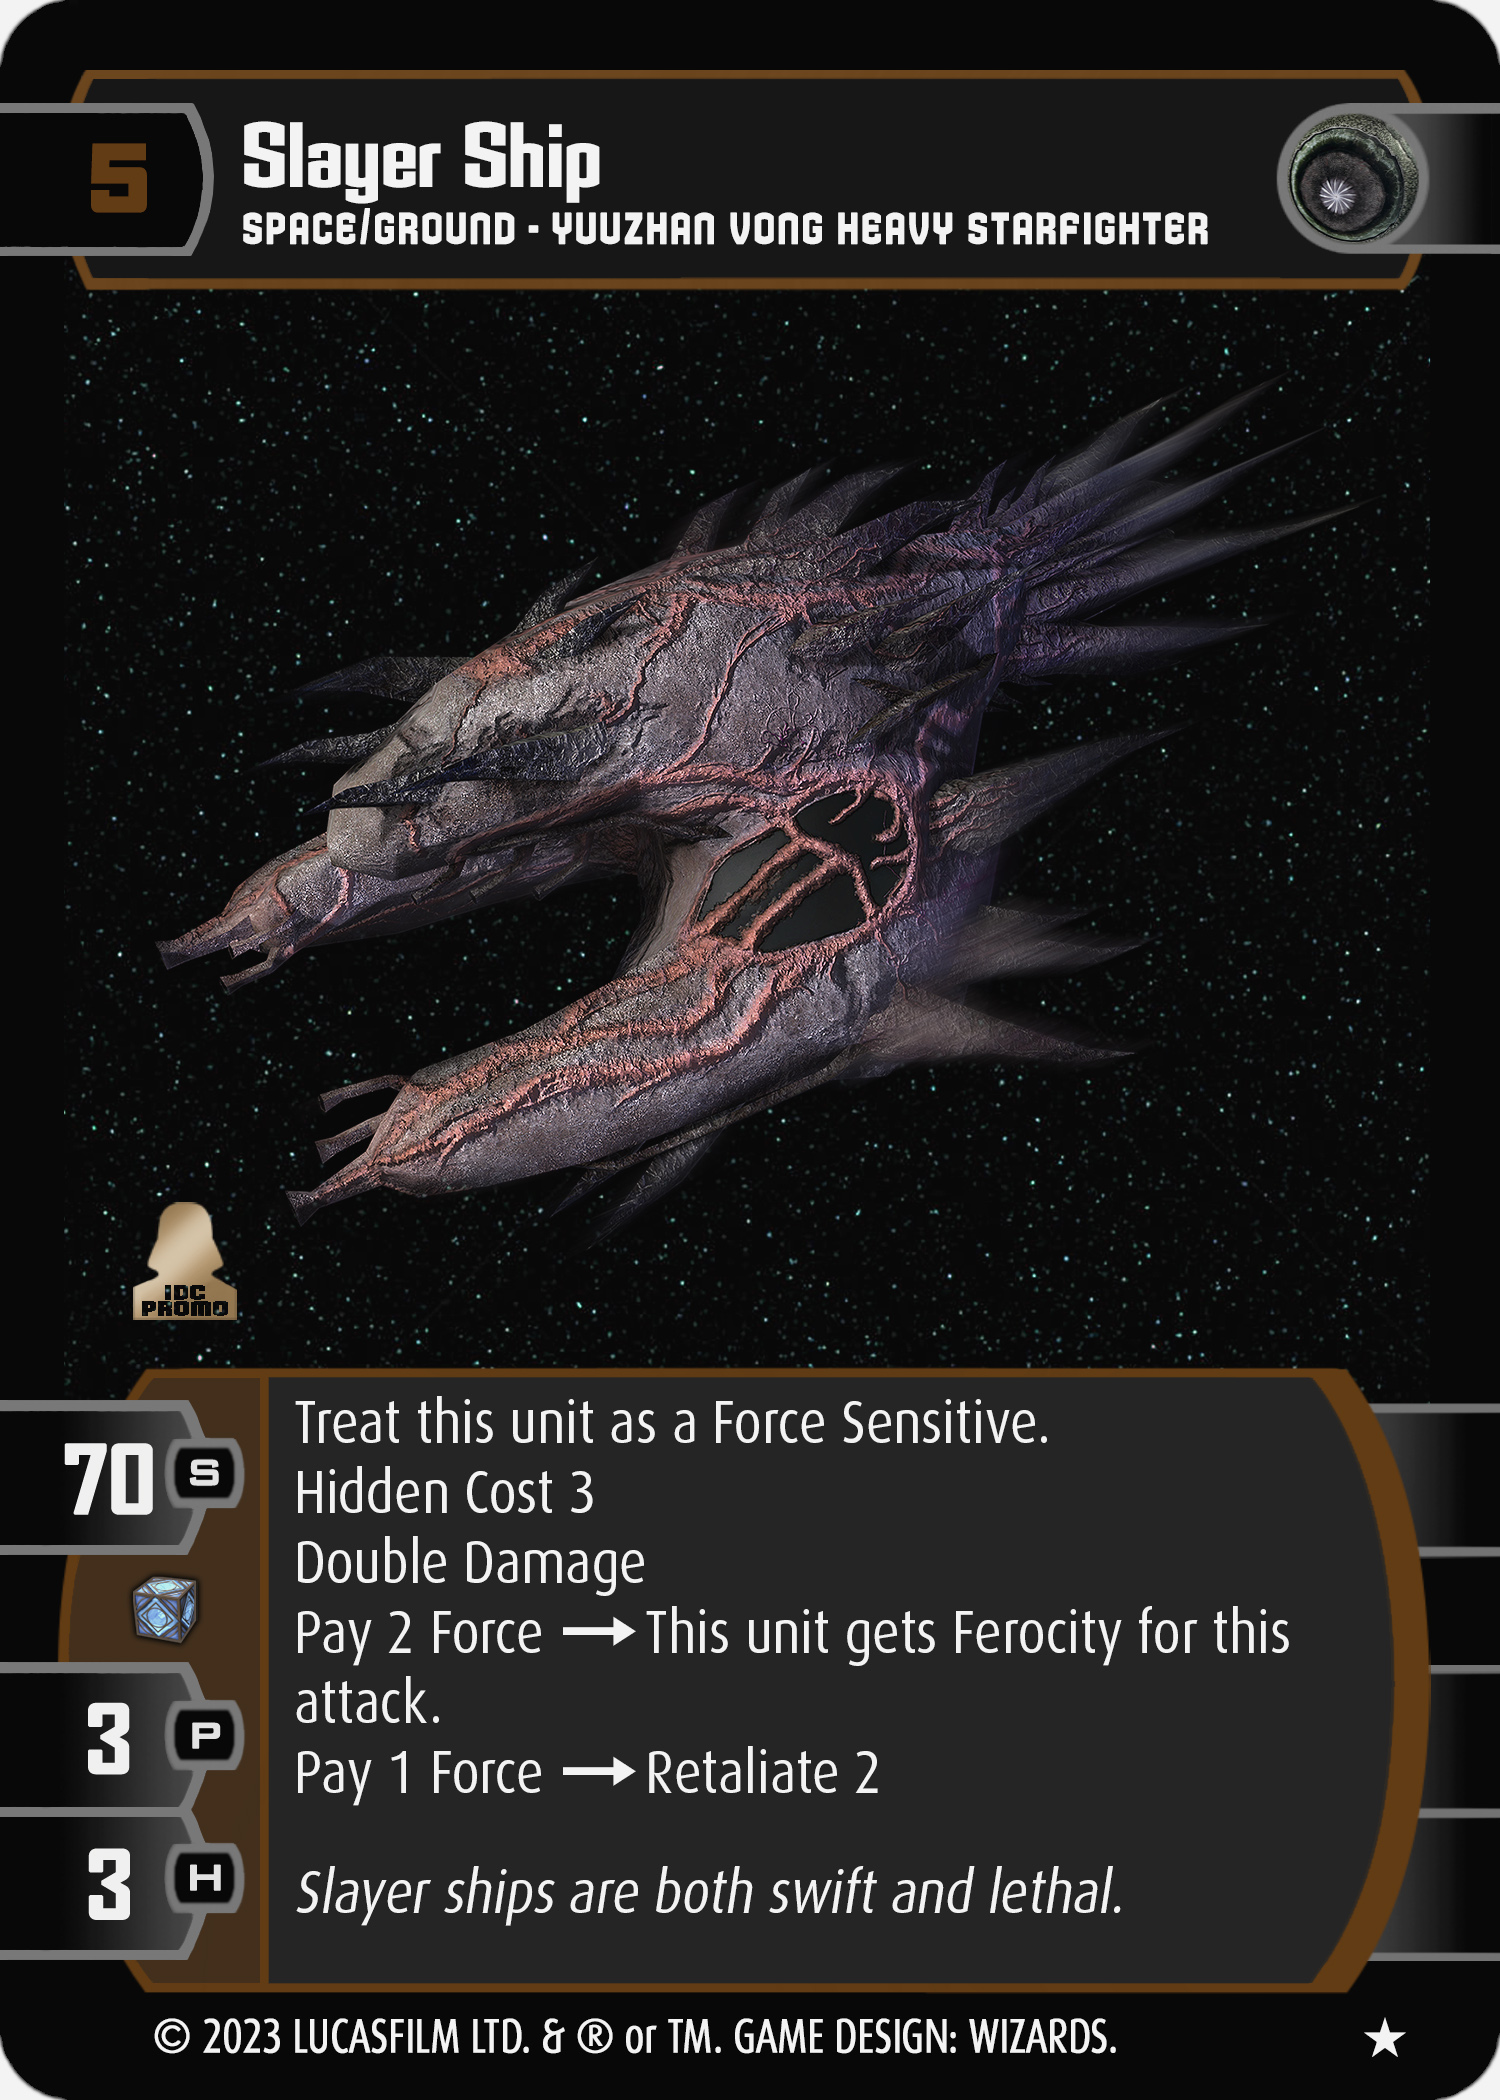 5
Slayer Ship
SPACE/GROUND - YUUZHAN VONG HEAVY STARFIGHTER
IDC
PROMO
70 S
3 P
3 H
Treat this unit as a Force Sensitive.
Hidden Cost 3
Double Damage
Pay 2 Force → This unit gets Ferocity for this
attack.
Pay 1 Force → Retaliate 2
Slayer ships are both swift and lethal.
© 2023 LUCASFILM LTD. & ® or TM. GAME DESIGN: WIZARDS.